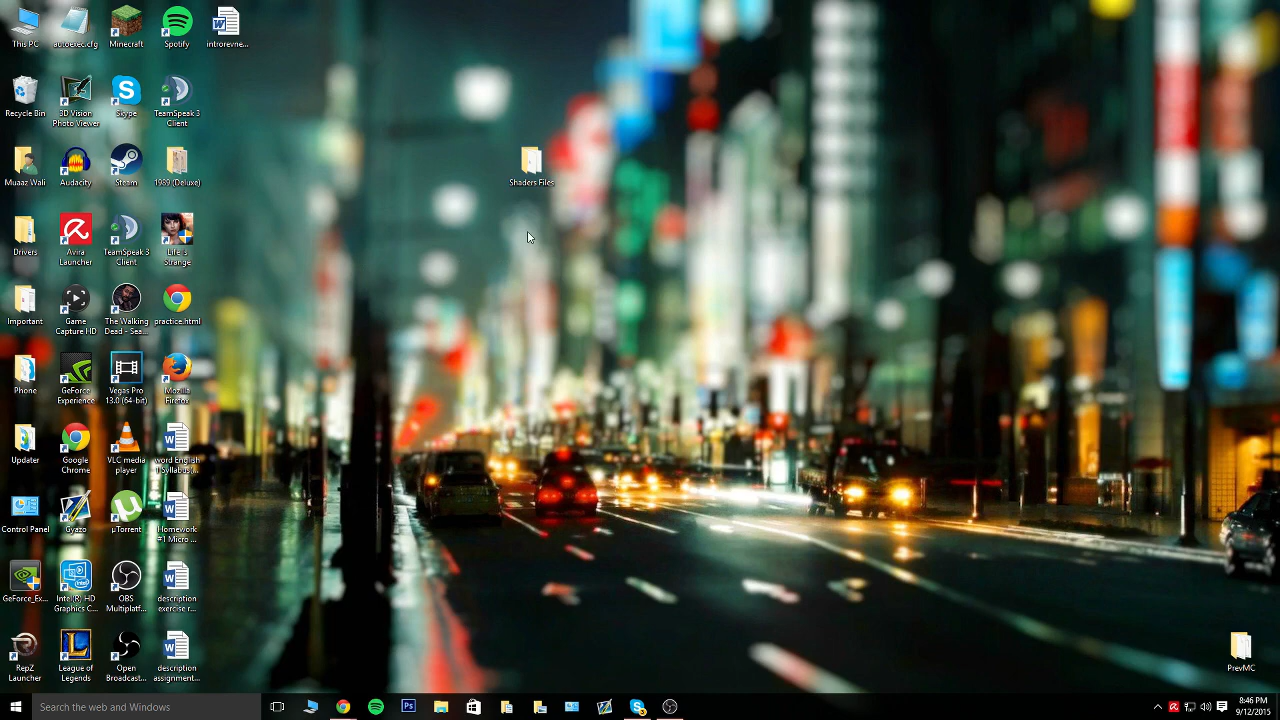 This PC
autoexec.cfg
Minecraft
Spotify
introrevne...
Recycle Bin
3D Vision
Photo Viewer
Skype
TeamSpeak 3
Client
Muaaz Wali
Audacity
Steam
1989 (Deluxe)
Shaders Files
Drivers
Avira
Launcher
TeamSpeak 3
Client
Life Is
Strange
Important
Game
Capture HD
The Walking
Dead - Sea...
practice.html
Phone
GeForce
Experience
Vegas Pro
13.0 (64-bit)
Mozilla
Firefox
Updater
Google
Chrome
VLC media
player
word English
1 Syllabus(...
Control Panel
Gyazo
µTorrent
Homework
#1 Micro ...
GeForce_Ex...
Intel(R) HD
Graphics C...
OBS
Multiplatf...
description
exercise r...
RepZ
Launcher
League of
Legends
Open
Broadcast...
description
assignment...
PrevMC
Search the web and Windows
8:46 PM
9/12/2015